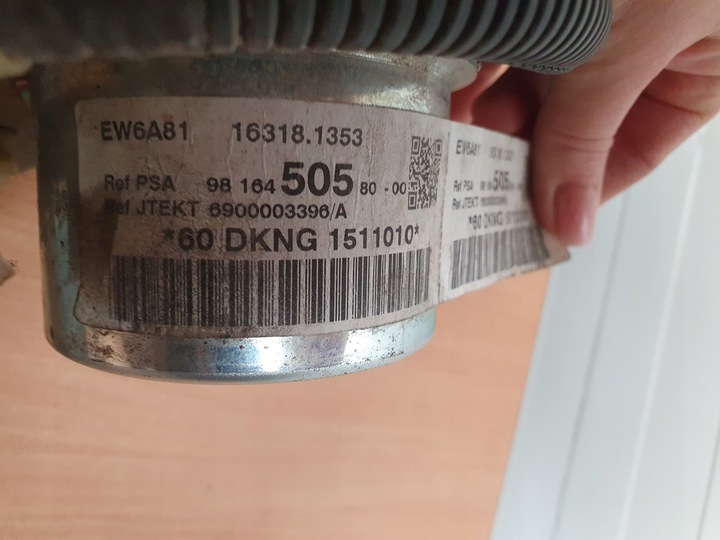 EW6A81 16318.1353
Ref PSA 98 164 505 80 - 00
Ref JTEKT 6900003396/A
*60 DKNG 1511010*
EW6A81
Ref PSA 505
Ref JTEKT
*60 DKNG